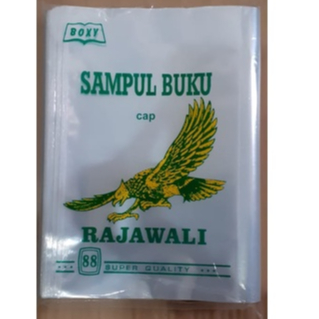 BOXY
SAMPUL BUKU
cap
RAJAWALI
88 SUPER QUALITY